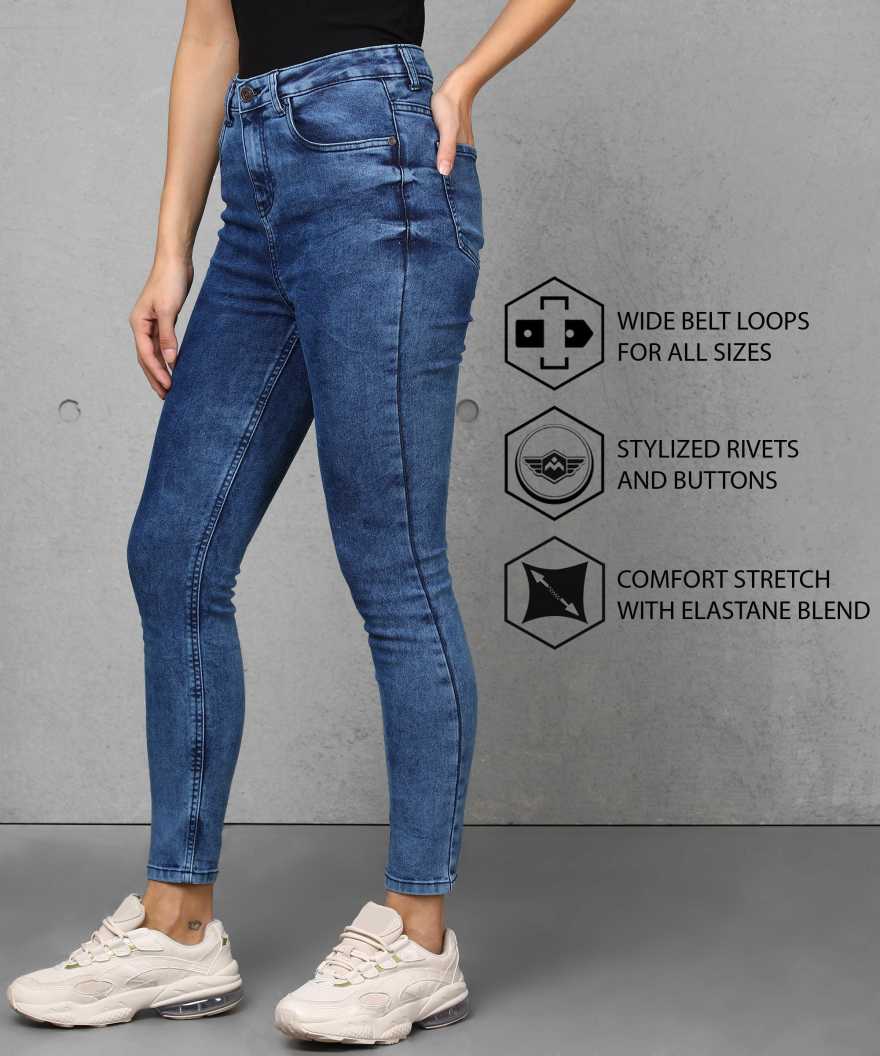 WIDE BELT LOOPS
FOR ALL SIZES
STYLIZED RIVETS
AND BUTTONS
COMFORT STRETCH
WITH ELASTANE BLEND